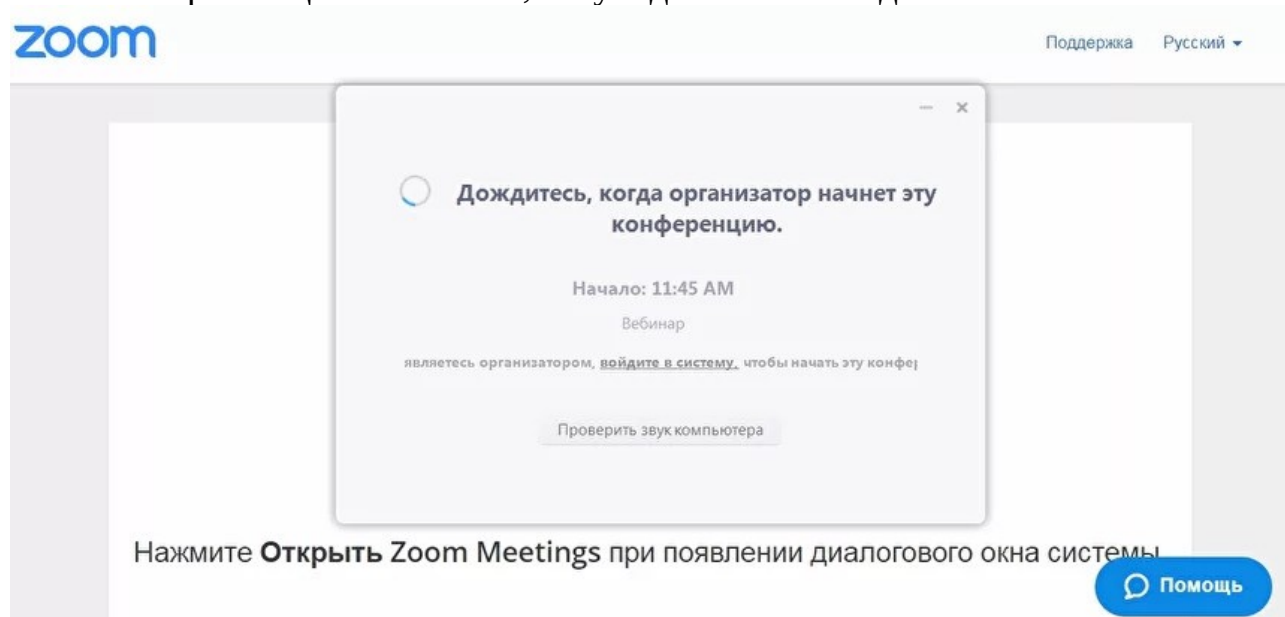 zoom
Поддержка Русский
Дождитесь, когда организатор начнет эту
конференцию.
Начало: 11:45 AM
Вебинар
являетесь организатором, войдите в систему, чтобы начать эту
Проверить звук компьютера
Нажмите Открыть Zoom Meetings при появлении диалогового окна системы
Помощь